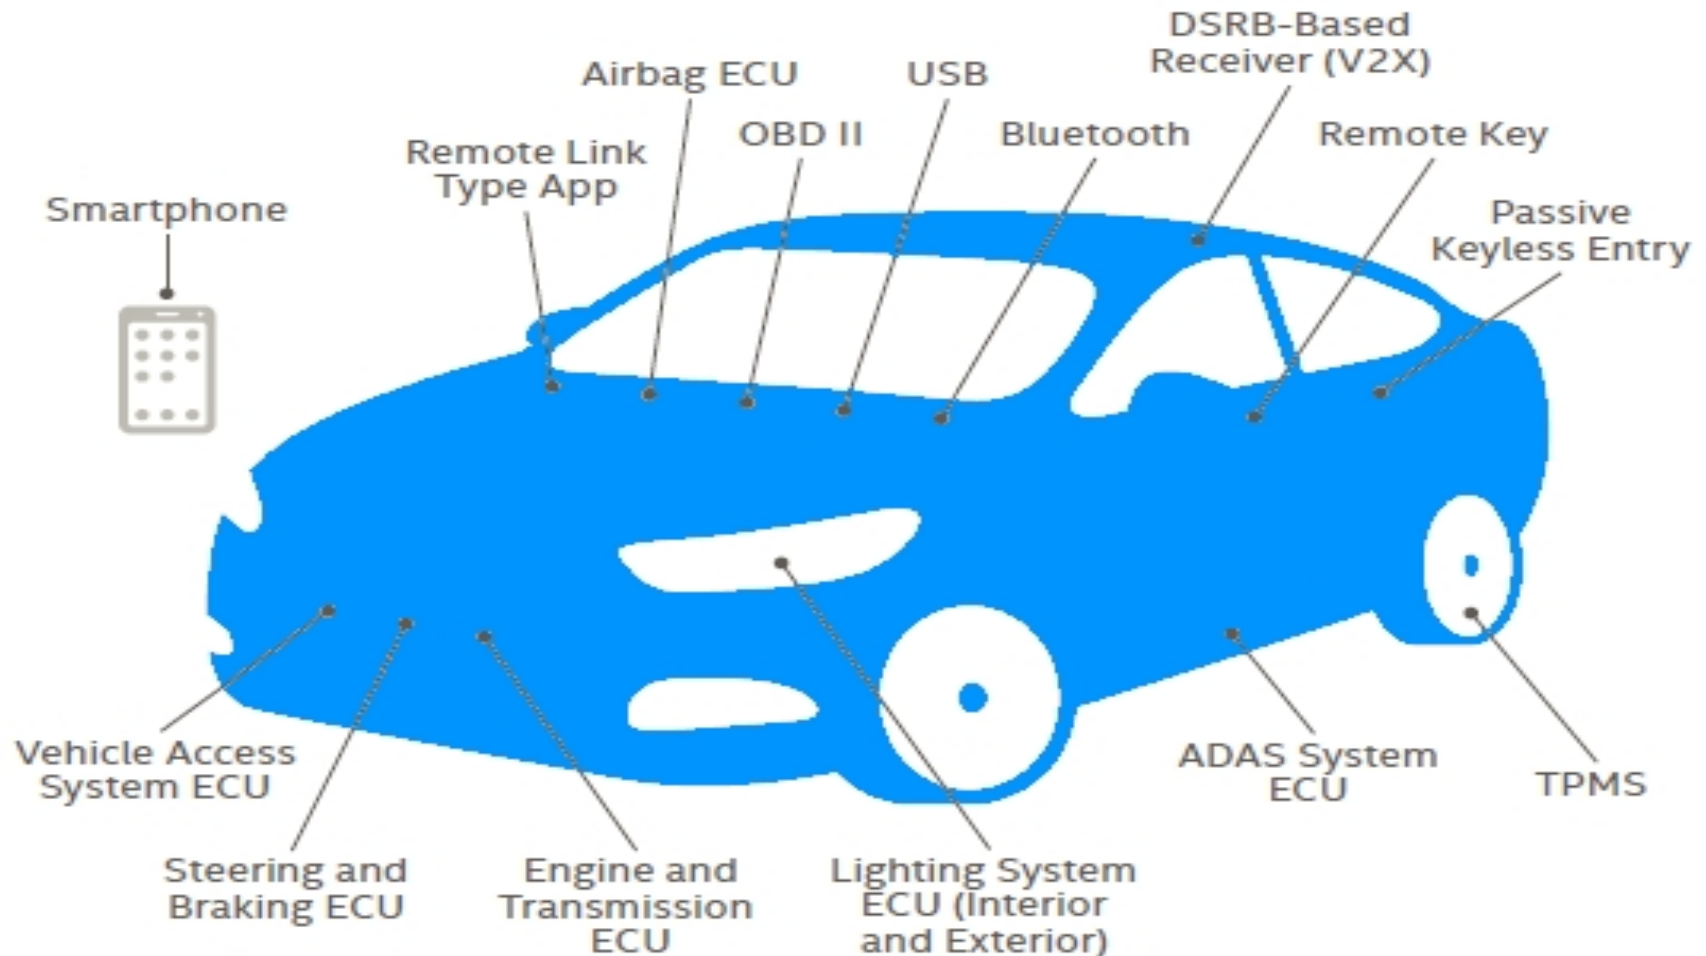 DSRB-Based
Receiver (V2X)
Airbag ECU
USB
OBD II
Bluetooth
Remote Key
Remote Link
Type App
Smartphone
Passive
Keyless Entry
Vehicle Access
System ECU
ADAS System
ECU
TPMS
Steering and
Braking ECU
Engine and
Transmission
ECU
Lighting System
ECU (Interior
and Exterior)